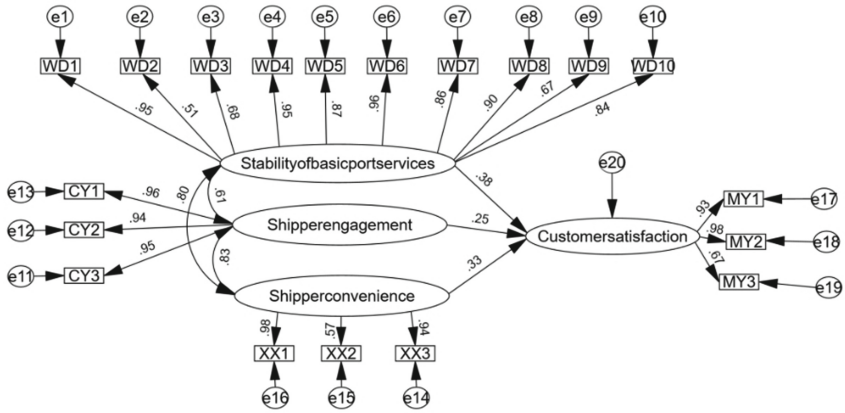 e1 e2 e3 e4 e5 e6 e7 e8 e9 e10
WD1 WD2 WD3 WD4 WD5 WD6 WD7 WD8 WD9 WD10
.95 .51 .68 .95 .87 .96 .86 .90 .67 .84
Stabilityofbasicportservices
e20
e13 CY1 .96 .80 .61 .38
MY1 e17
.93
e12 CY2 .94 Shipperengagement .25 Customersatisfaction .98 MY2 e18
e11 CY3 .95 .83 .67
MY3 e19
.33
Shipperconvenience
.98 .57 .94
XX1 XX2 XX3
e16 e15 e14